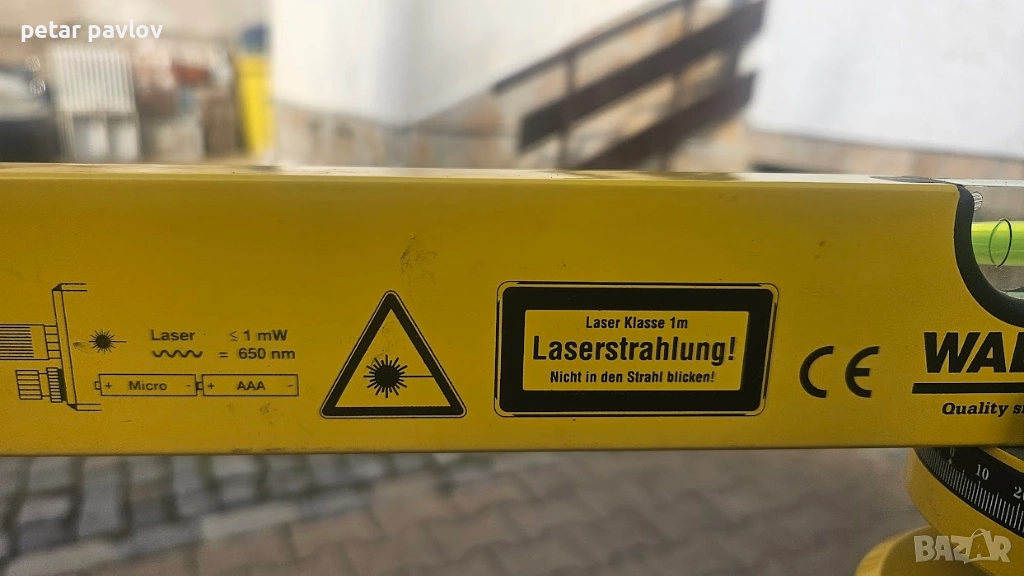 petar pavlov
Laser ≤ 1 mW
= 650 nm
+ Micro - + AAA -
Laser Klasse 1m
Laserstrahlung!
Nicht in den Strahl blicken!
CE
Quality
10
BAZAR